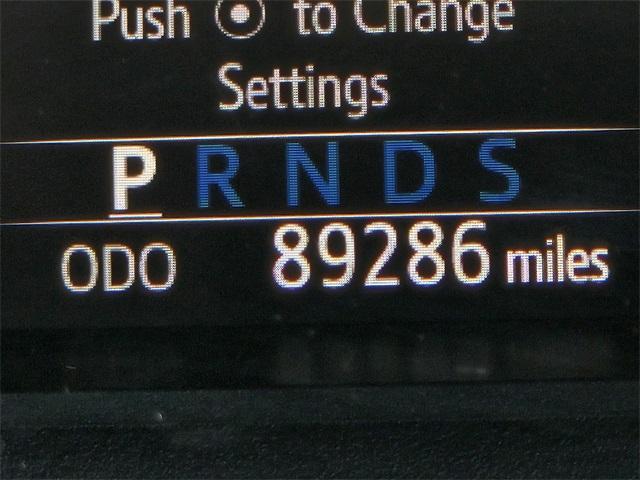 Push to Change
Settings
P R N D S
ODO 89286 miles